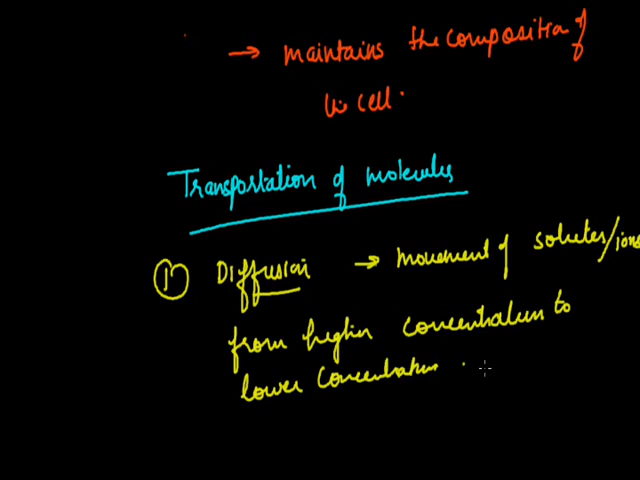 → maintains the composition of
the cell.
Transportation of molecules
① Diffusion → movement of solutes/ions
from higher concentration to
lower concentration.